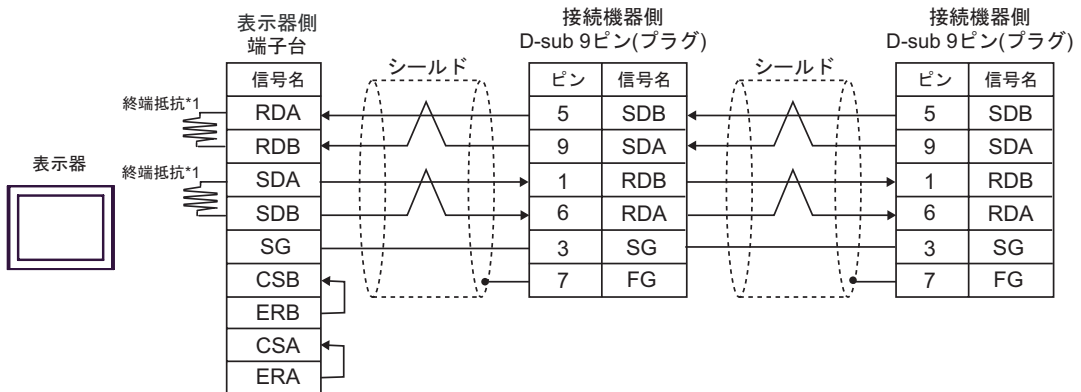 表示器
終端抵抗*1
終端抵抗*1
表示器側
端子台
信号名
RDA
RDB
SDA
SDB
SG
CSB
ERB
CSA
ERA
シールド
接続機器側
D-sub 9ピン(プラグ)
ピン 信号名
5 SDB
9 SDA
1 RDB
6 RDA
3 SG
7 FG
シールド
接続機器側
D-sub 9ピン(プラグ)
ピン 信号名
5 SDB
9 SDA
1 RDB
6 RDA
3 SG
7 FG